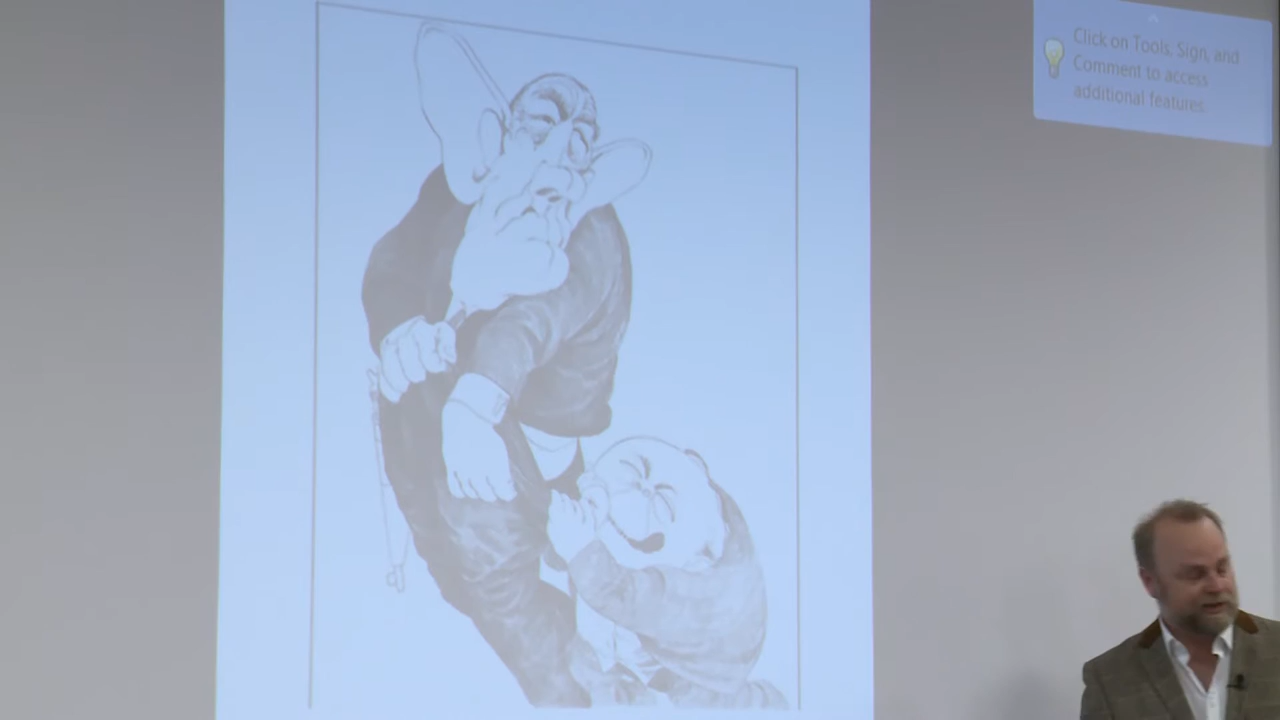 Click on Tools, Sign, and
Comment to access
additional features.